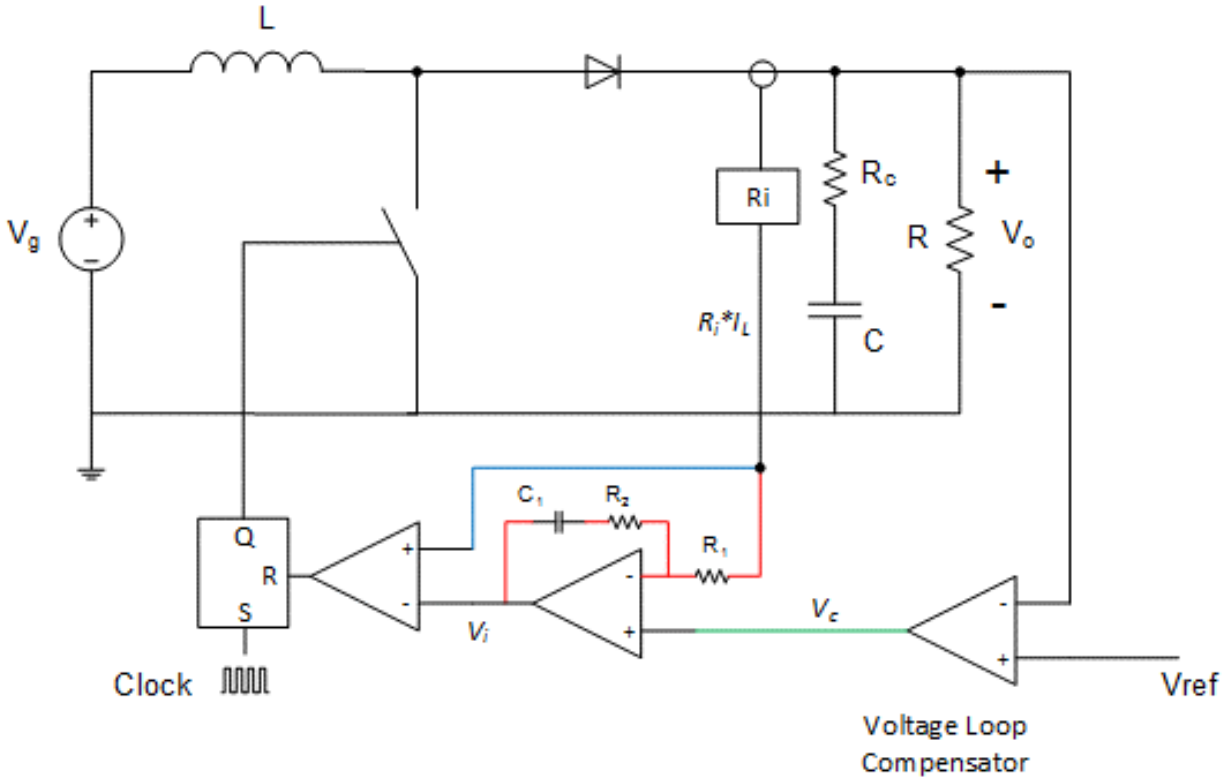 L
Vg
Ri
Rc
C
R
+
Vo
-
Ri*IL
C1
R2
R1
Q
R
S
+
-
Vi
-
+
Vc
-
+
Vref
Clock
Voltage Loop
Compensator